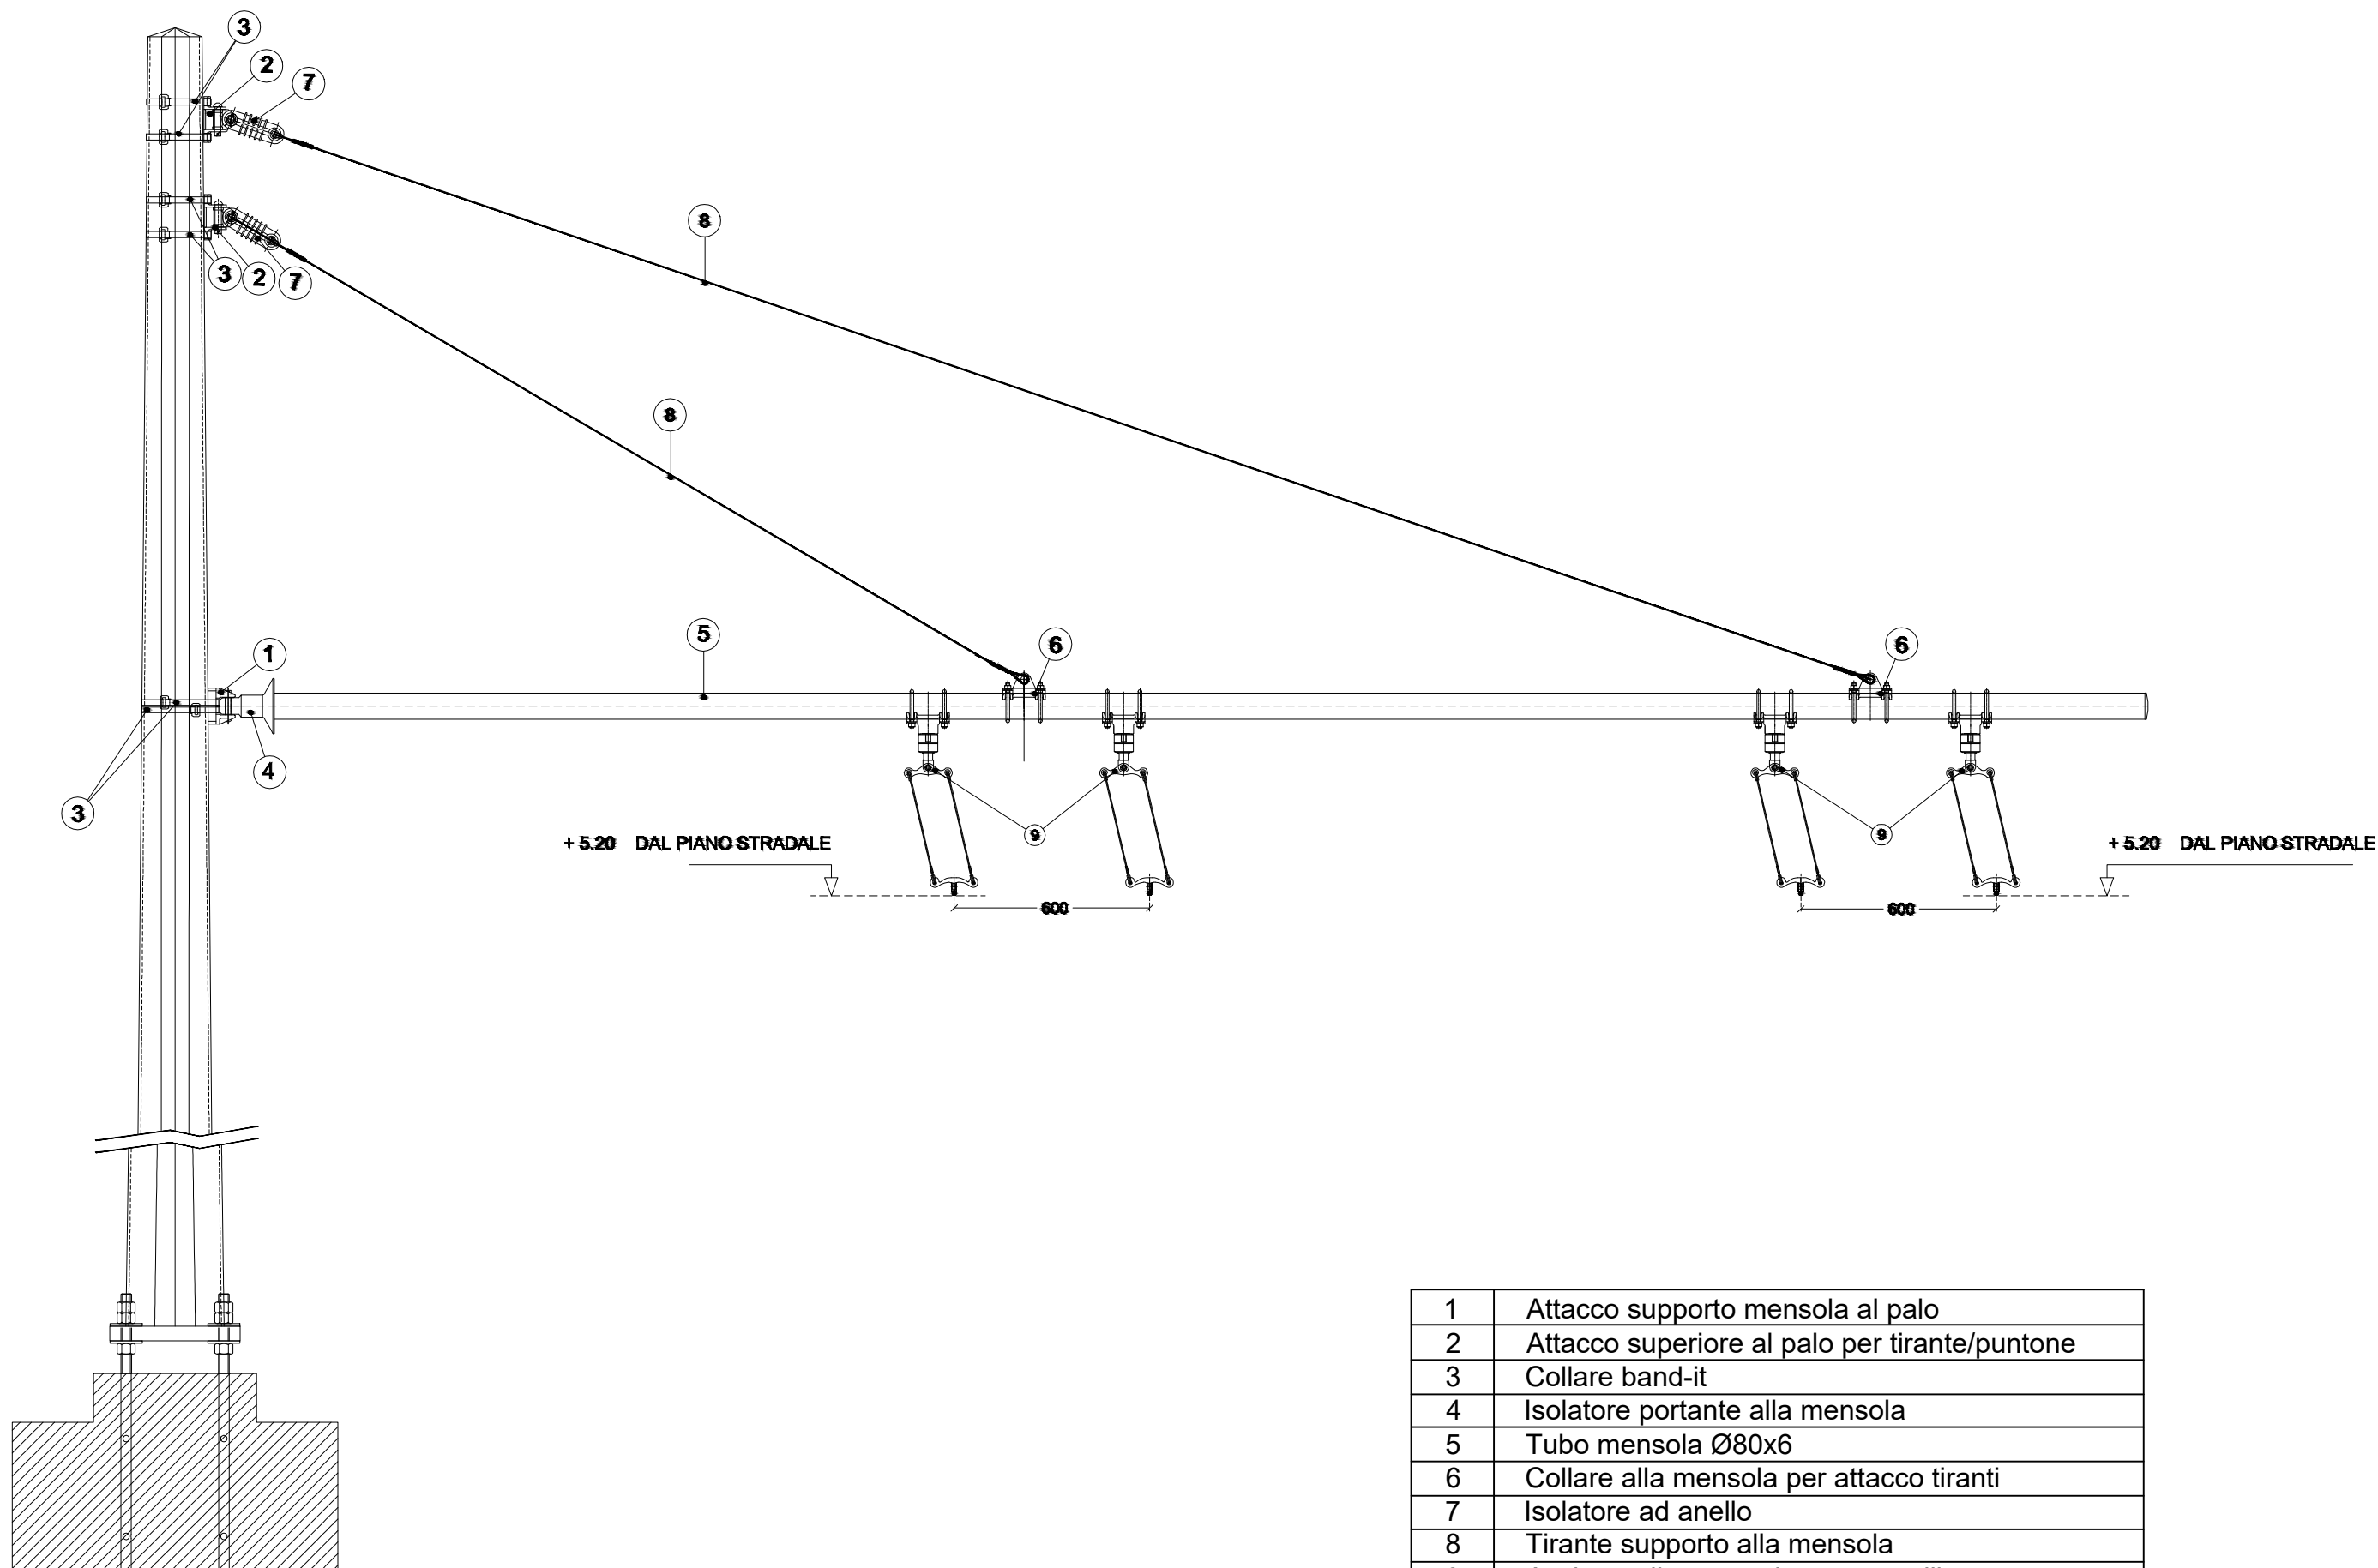 3
2
7
8
3
2
7
8
5
6
6
1
4
3
9
9
+ 5.20 DAL PIANO STRADALE
+ 5.20 DAL PIANO STRADALE
600
600
1 Attacco supporto mensola al palo
2 Attacco superiore al palo per tirante/puntone
3 Collare band-it
4 Isolatore portante alla mensola
5 Tubo mensola Ø80x6
6 Collare alla mensola per attacco tiranti
7 Isolatore ad anello
8 Tirante supporto alla mensola